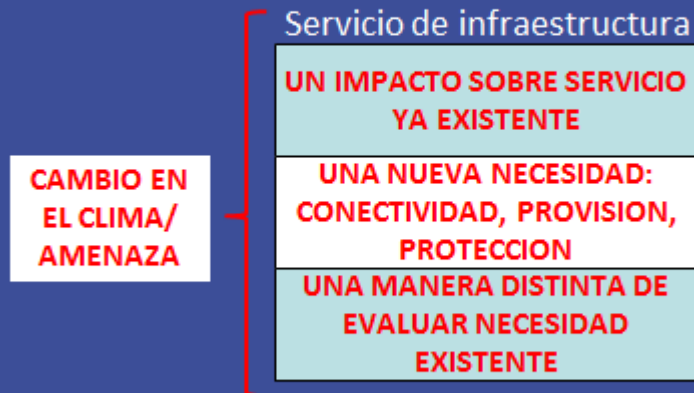 Servicio de infraestructura
UN IMPACTO SOBRE SERVICIO
YA EXISTENTE
CAMBIO EN
EL CLIMA/
AMENAZA
UNA NUEVA NECESIDAD:
CONECTIVIDAD, PROVISION,
PROTECCION
UNA MANERA DISTINTA DE
EVALUAR NECESIDAD
EXISTENTE